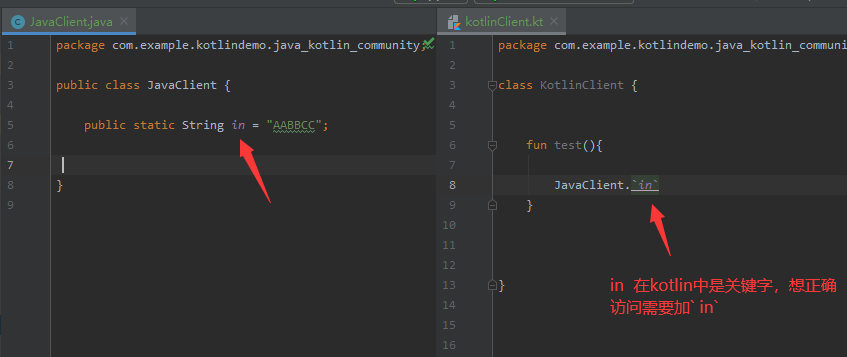 JavaClient.java
kotlinClient.kt
1 package com.example.kotlindemo.java_kotlin_community;
2
3 public class JavaClient {
4
5 public static String in = "AABBCC";
6
7
8 }
9
1 package com.example.kotlindemo.java_kotlin_commu
2
3 class KotlinClient {
4
5
6 fun test(){
7
8 JavaClient.`in`
9 }
10
11
12
13 }
14
15
16
in 在kotlin中是关键字，想正确
访问需要加`in`